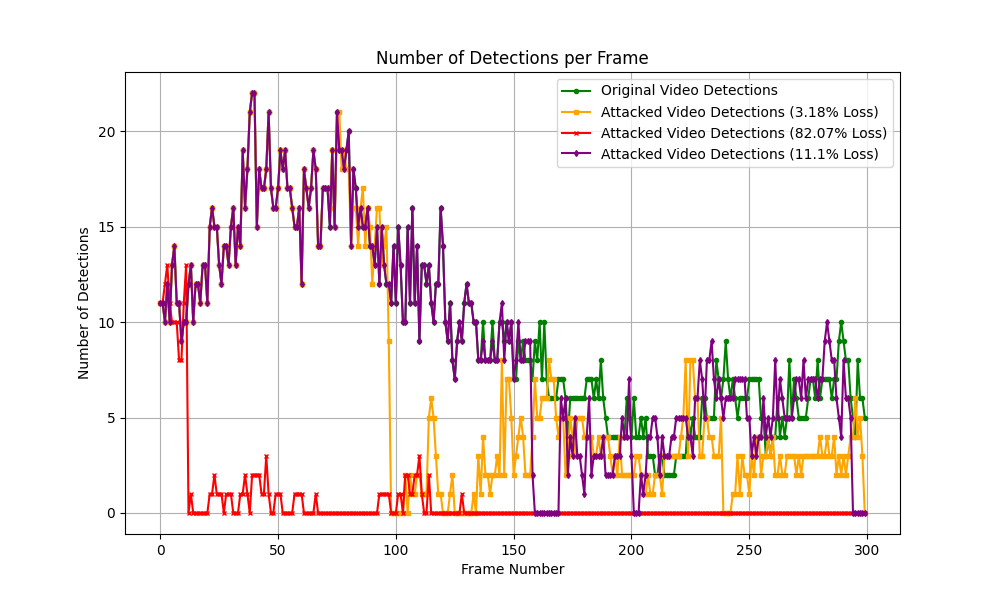 Number of Detections per Frame
Original Video Detections
Attacked Video Detections (3.18% Loss)
Attacked Video Detections (82.07% Loss)
Attacked Video Detections (11.1% Loss)
Number of Detections
20
15
10
5
0
0
50
100
150
200
250
300
Frame Number